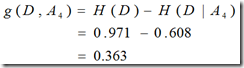 g ( D , A₄ ) = H ( D ) − H ( D | A₄ )
= 0.971 − 0.608
= 0.363